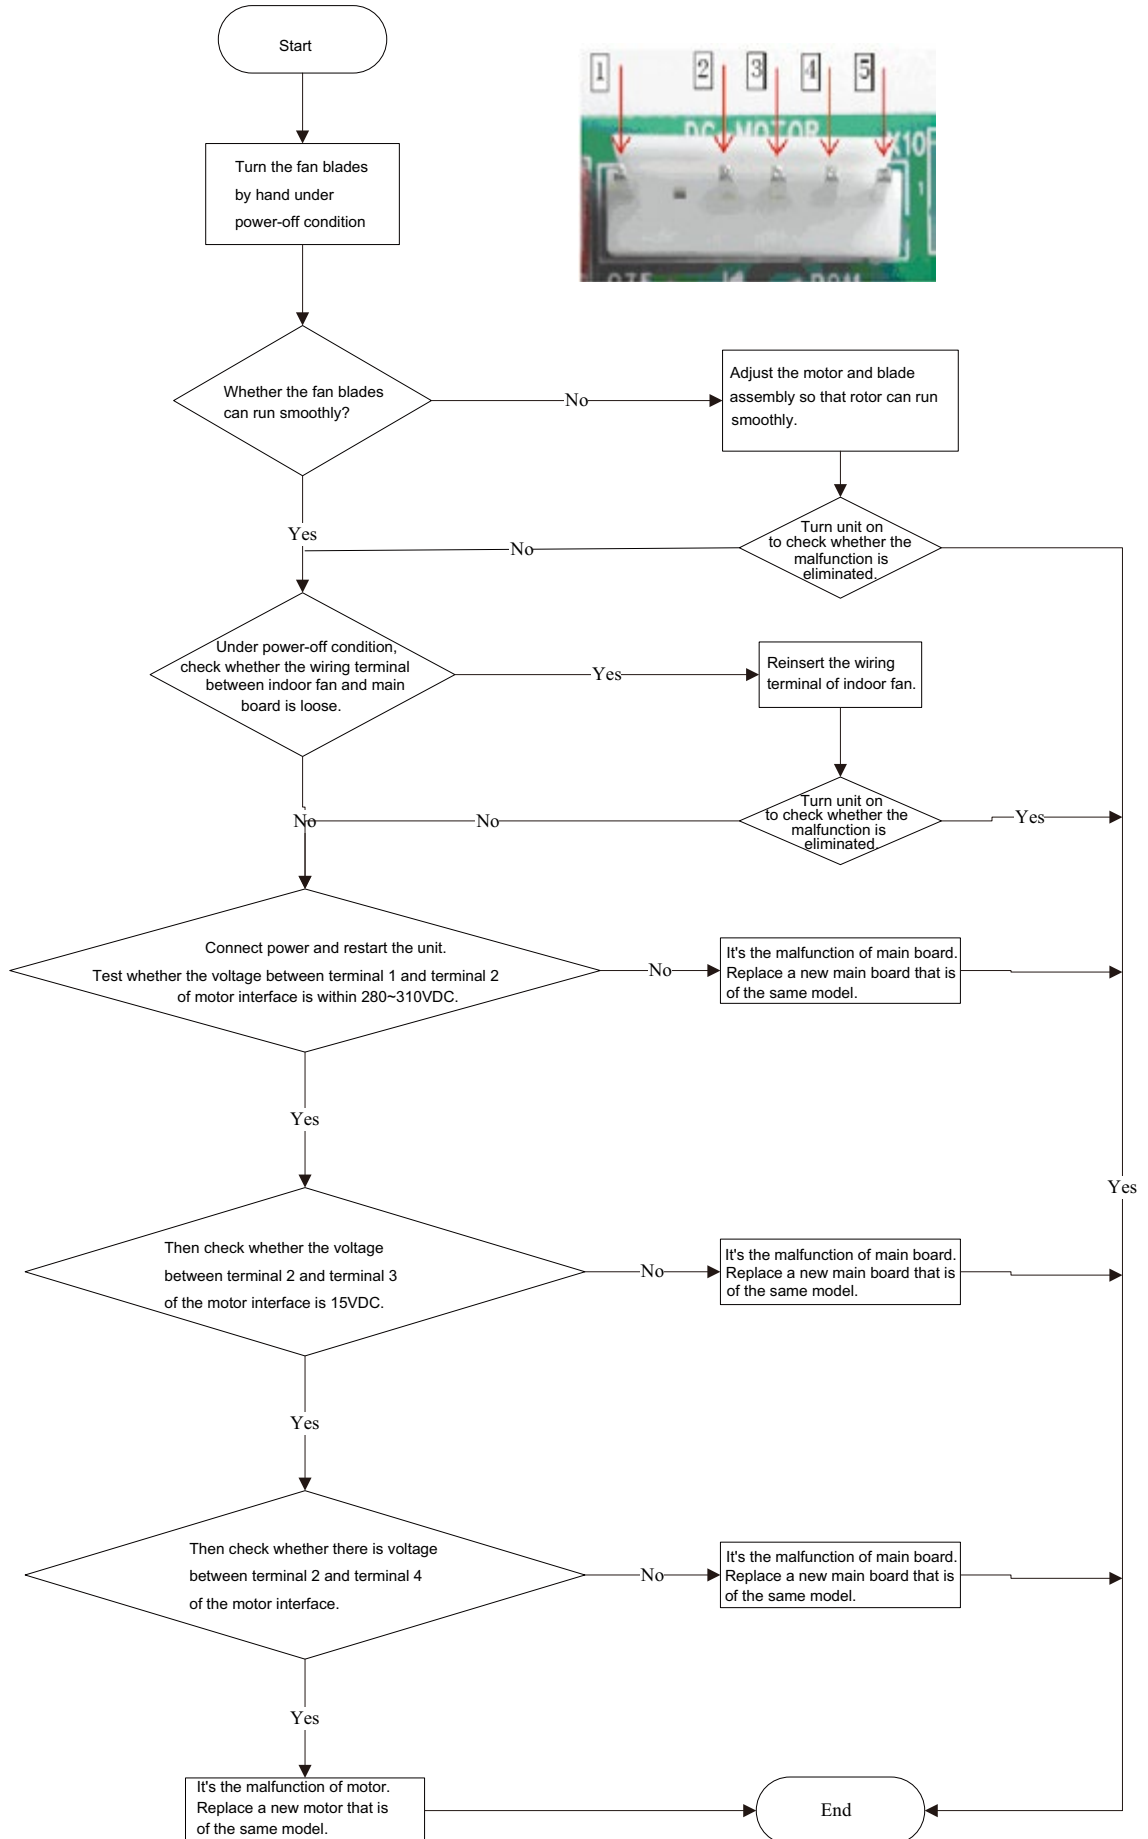 Start
1
2
3
4
5
DC-MOTOR
X10
1
Turn the fan blades
by hand under
power-off condition
Whether the fan blades
can run smoothly?
No
Adjust the motor and blade
assembly so that rotor can run
smoothly.
Yes
No
Turn unit on
to check whether the
malfunction is
eliminated.
Under power-off condition,
check whether the wiring terminal
between indoor fan and main
board is loose.
Yes
Reinsert the wiring
terminal of indoor fan.
No
No
Turn unit on
to check whether the
malfunction is
eliminated.
Yes
Connect power and restart the unit.
Test whether the voltage between terminal 1 and terminal 2
of motor interface is within 280~310VDC.
No
It's the malfunction of main board.
Replace a new main board that is
of the same model.
Yes
Yes
Then check whether the voltage
between terminal 2 and terminal 3
of the motor interface is 15VDC.
No
It's the malfunction of main board.
Replace a new main board that is
of the same model.
Yes
Then check whether there is voltage
between terminal 2 and terminal 4
of the motor interface.
No
It's the malfunction of main board.
Replace a new main board that is
of the same model.
Yes
It's the malfunction of motor.
Replace a new motor that is
of the same model.
End